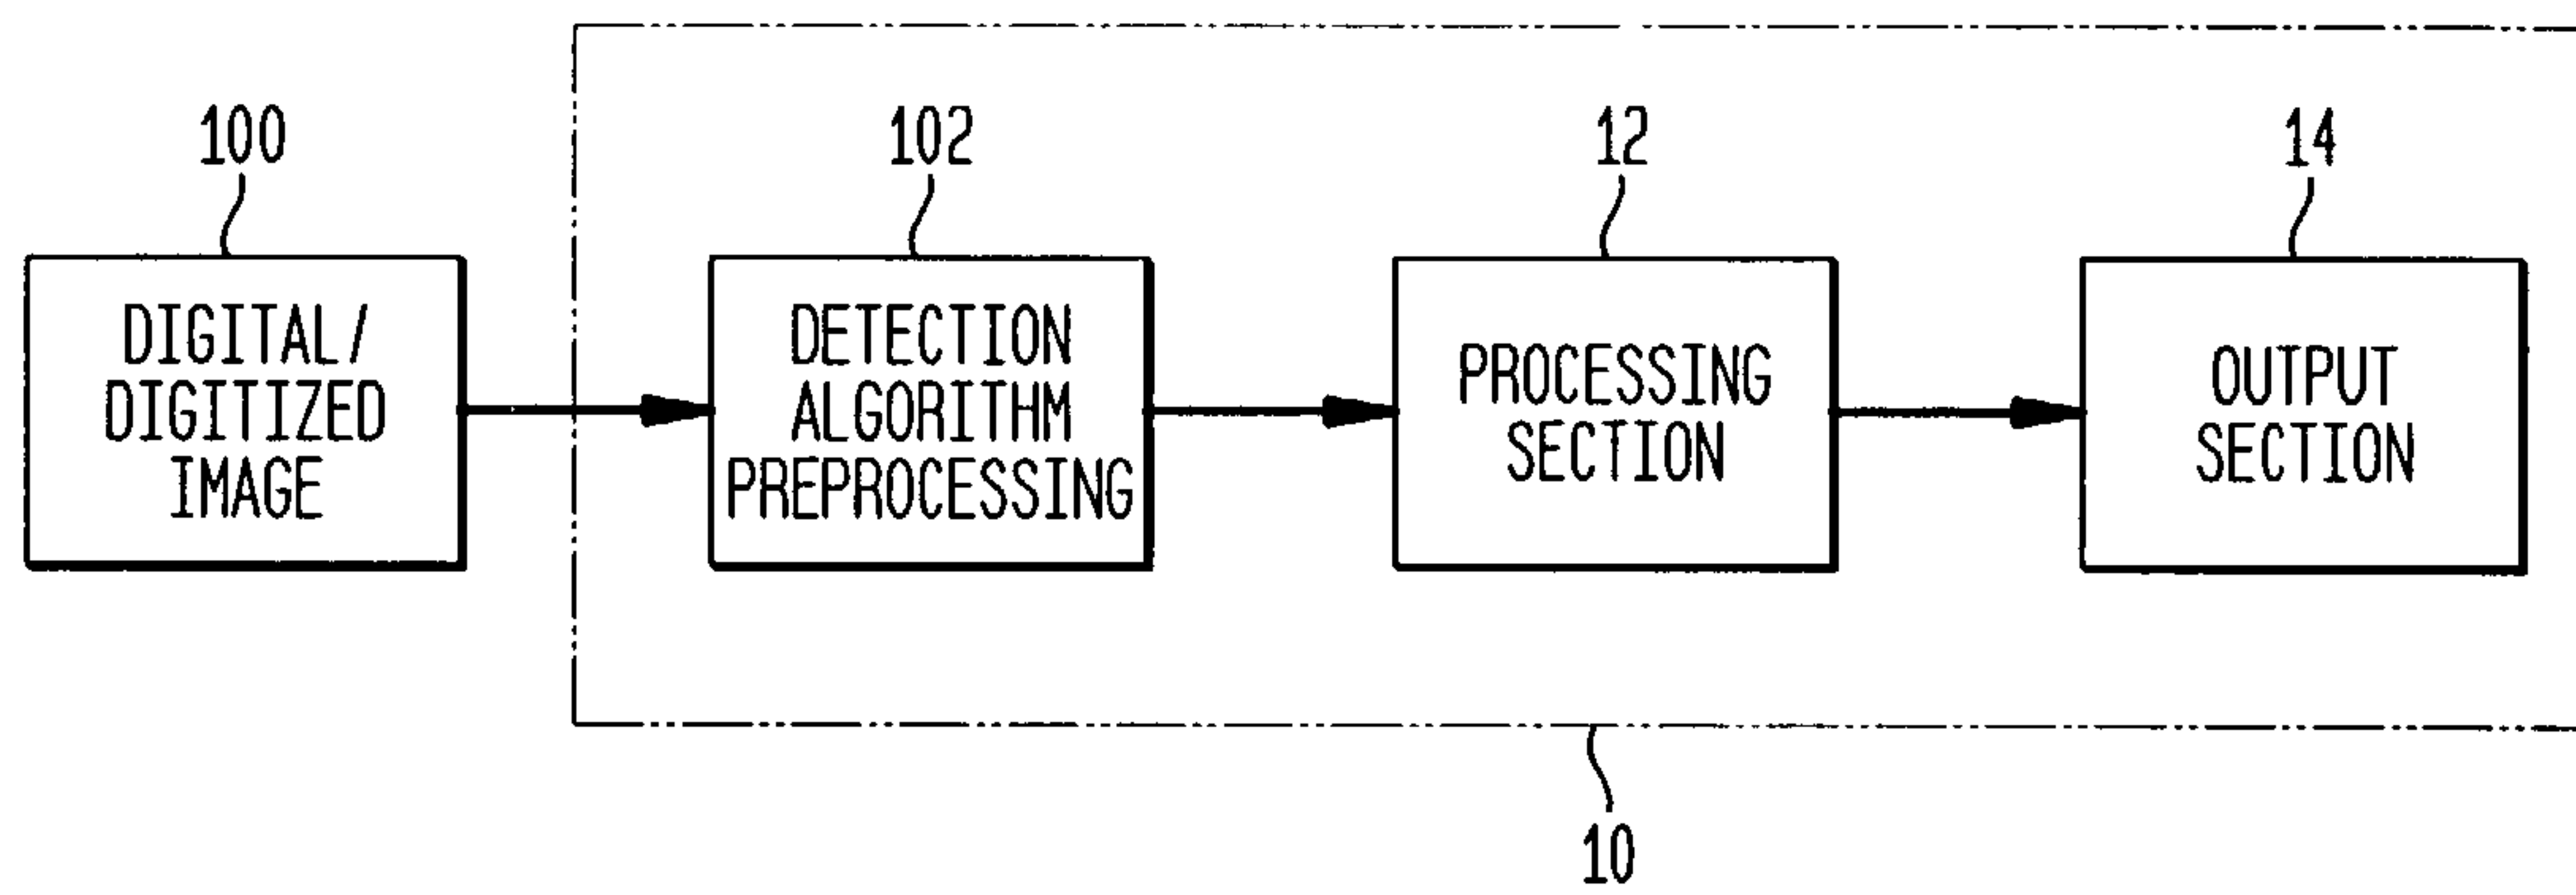 100
102
12
14
DIGITAL/
DIGITIZED
IMAGE
DETECTION
ALGORITHM
PREPROCESSING
PROCESSING
SECTION
OUTPUT
SECTION
10